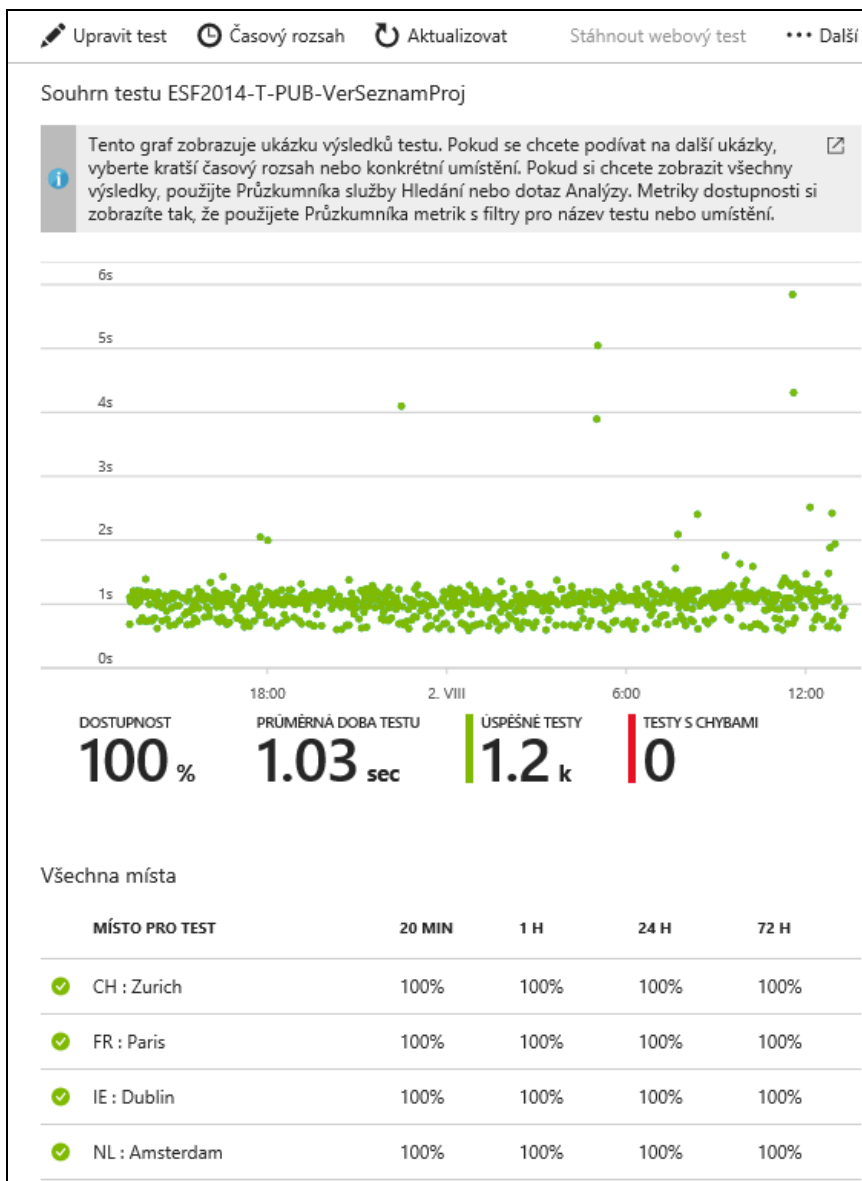 Upravit test Časový rozsah Aktualizovat Stáhnout webový test Další
Souhrn testu ESF2014-T-PUB-VerSeznamProj
Tento graf zobrazuje ukázku výsledků testu. Pokud se chcete podívat na další ukázky,
vyberte kratší časový rozsah nebo konkrétní umístění. Pokud si chcete zobrazit všechny
výsledky, použijte Průzkumníka služby Hledání nebo dotaz Analýzy. Metriky dostupnosti si
zobrazíte tak, že použijete Průzkumníka metrik s filtry pro název testu nebo umístění.
6s
5s
4s
3s
2s
1s
0s
18:00 2. VIII 6:00 12:00
DOSTUPNOST PRŮMĚRNÁ DOBA TESTU ÚSPĚŠNÉ TESTY TESTY S CHYBAMI
100 % 1.03 sec 1.2 k 0
Všechna místa
MÍSTO PRO TEST 20 MIN 1 H 24 H 72 H
CH : Zurich 100% 100% 100% 100%
FR : Paris 100% 100% 100% 100%
IE : Dublin 100% 100% 100% 100%
NL : Amsterdam 100% 100% 100% 100%